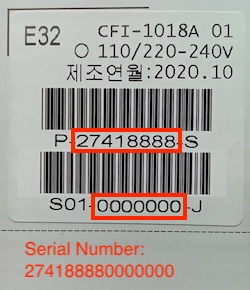 E32
CFI-1018A 01
○ 110/220-240V
제조연월:2020.10
P-27418888-S
S01-0000000-J
Serial Number:
274188880000000